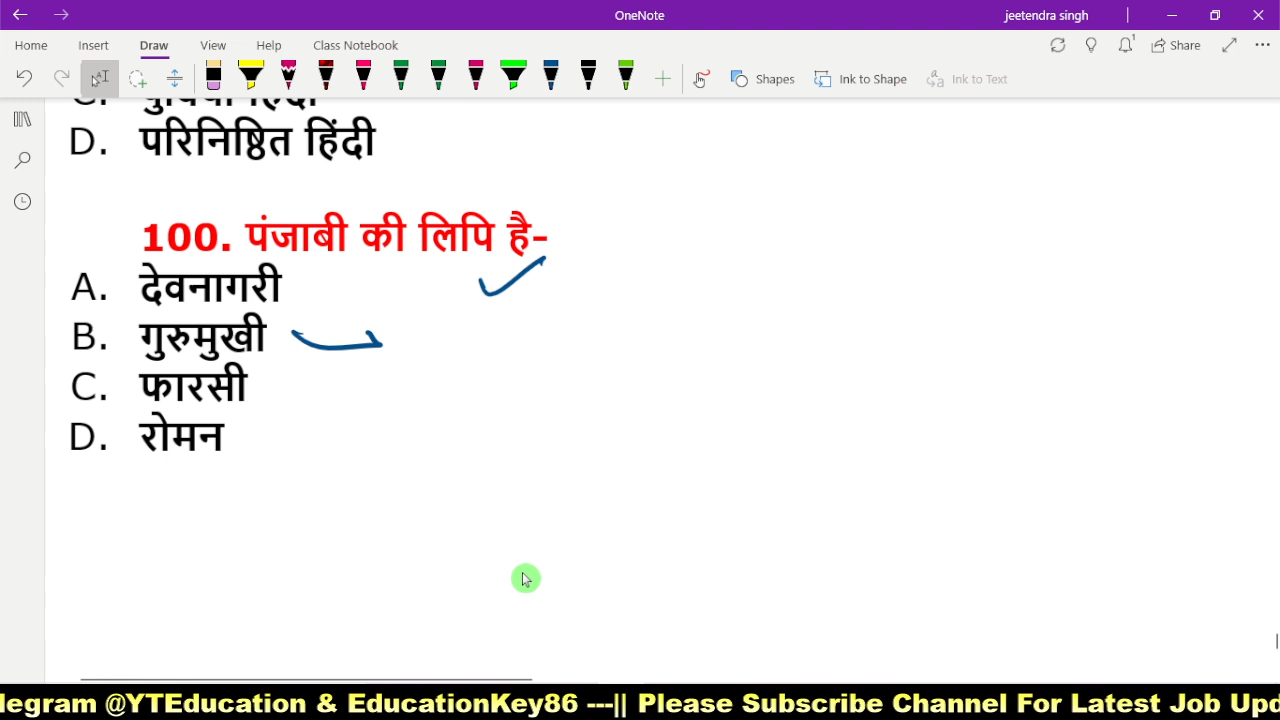 OneNote
jeetendra singh
Home Insert Draw View Help Class Notebook
Share
Shapes Ink to Shape Ink to Text
D. परिनिष्ठित हिंदी
100. पंजाबी की लिपि है-
A. देवनागरी
B. गुरुमुखी
C. फारसी
D. रोमन
legram @YTEducation & EducationKey86 ---|| Please Subscribe Channel For Latest Job Upd